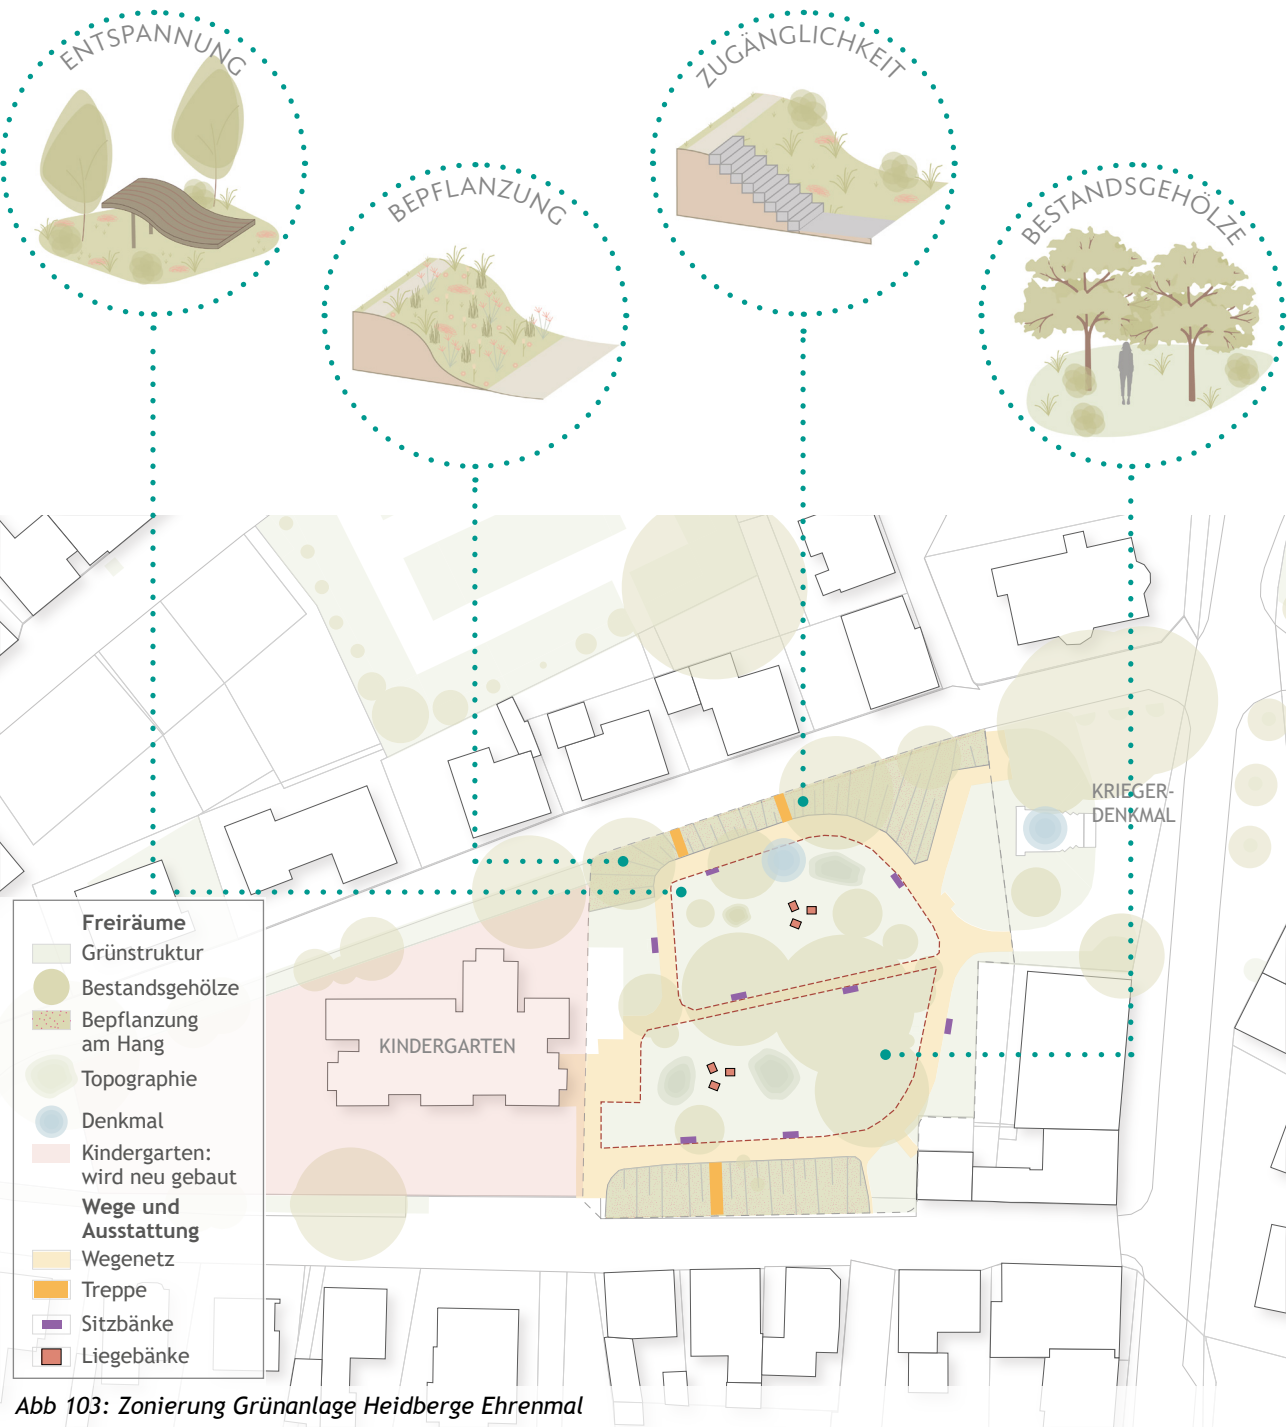 ENTSPANNUNG
BEPFLANZUNG
ZUGÄNGLICHKEIT
BESTANDSGEHÖLZE
KRIEGER-
DENKMAL
KINDERGARTEN
Freiräume
Grünstruktur
Bestandsgehölze
Bepflanzung
am Hang
Topographie
Denkmal
Kindergarten:
wird neu gebaut
Wege und
Ausstattung
Wegenetz
Treppe
Sitzbänke
Liegebänke
Abb 103: Zonierung Grünanlage Heidberge Ehrenmal